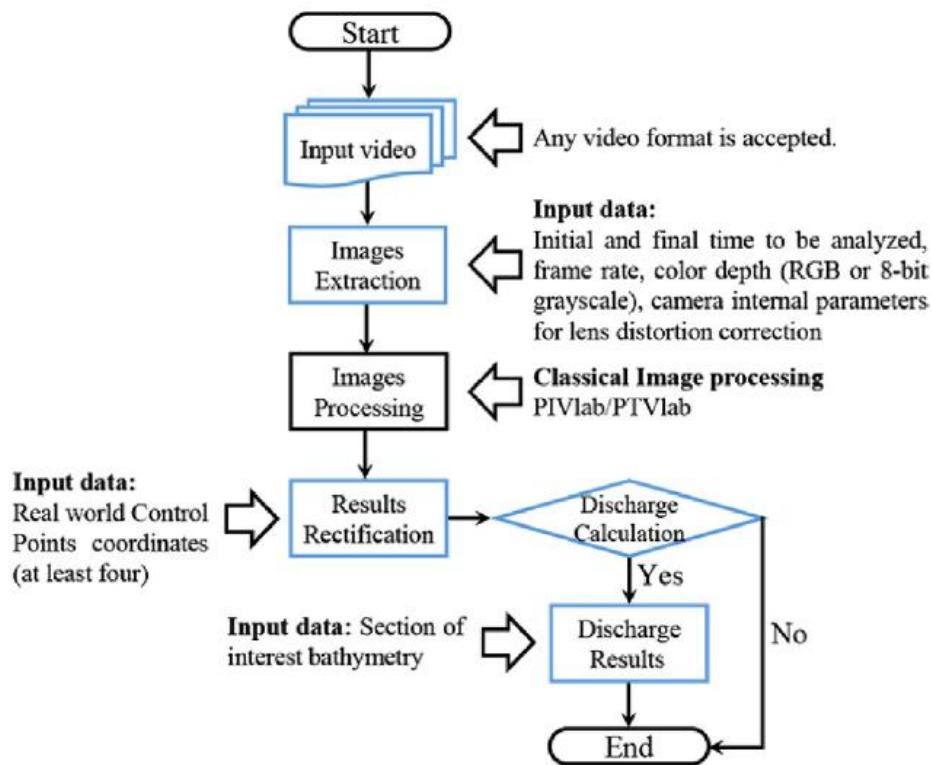 Start
Input video
Any video format is accepted.
Images
Extraction
Input data:
Initial and final time to be analyzed,
frame rate, color depth (RGB or 8-bit
grayscale), camera internal parameters
for lens distortion correction
Images
Processing
Classical Image processing
PIVlab/PTVlab
Input data:
Real world Control
Points coordinates
(at least four)
Results
Rectification
Discharge
Calculation
Yes
No
Input data: Section of
interest bathymetry
Discharge
Results
End